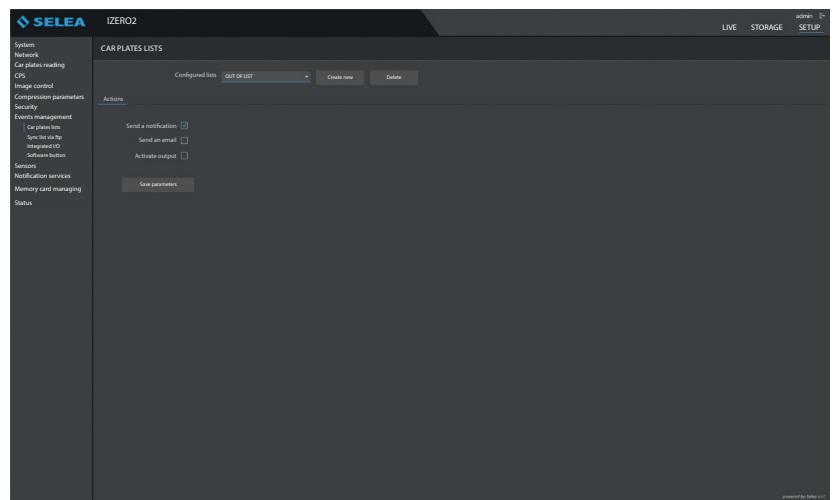 SELEA
IZERO2
admin
LIVE STORAGE SETUP
System
Network
Car plates reading
CPS
Image control
Compression parameters
Security
Events management
Car plates lists
Sync list via ftp
Integrated I/O
Software button
Sensors
Notification services
Memory card managing
Status
CAR PLATES LISTS
Configured lists OUT OF LIST Create new Delete
Actions
Send a notification
Send an email
Activate output
Save parameters
powered by Selea s.r.l